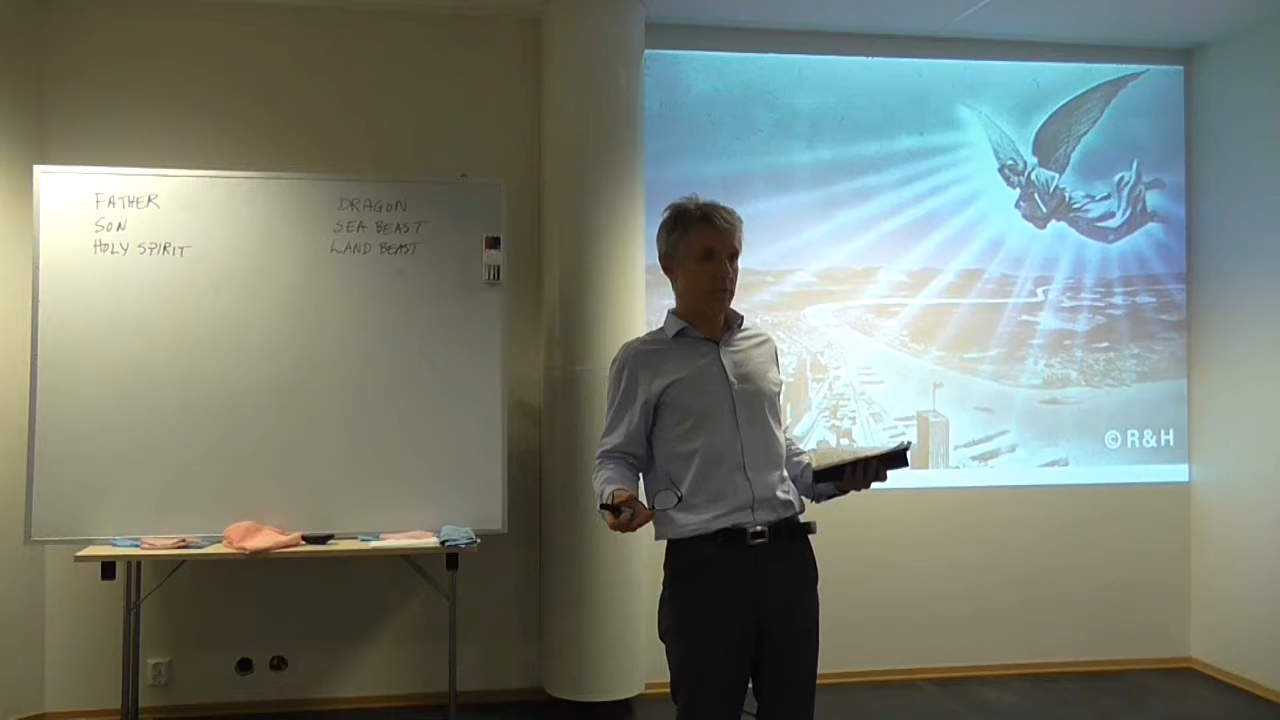 FATHER
SON
HOLY SPIRIT
DRAGON
SEA BEAST
LAND BEAST
© R&H